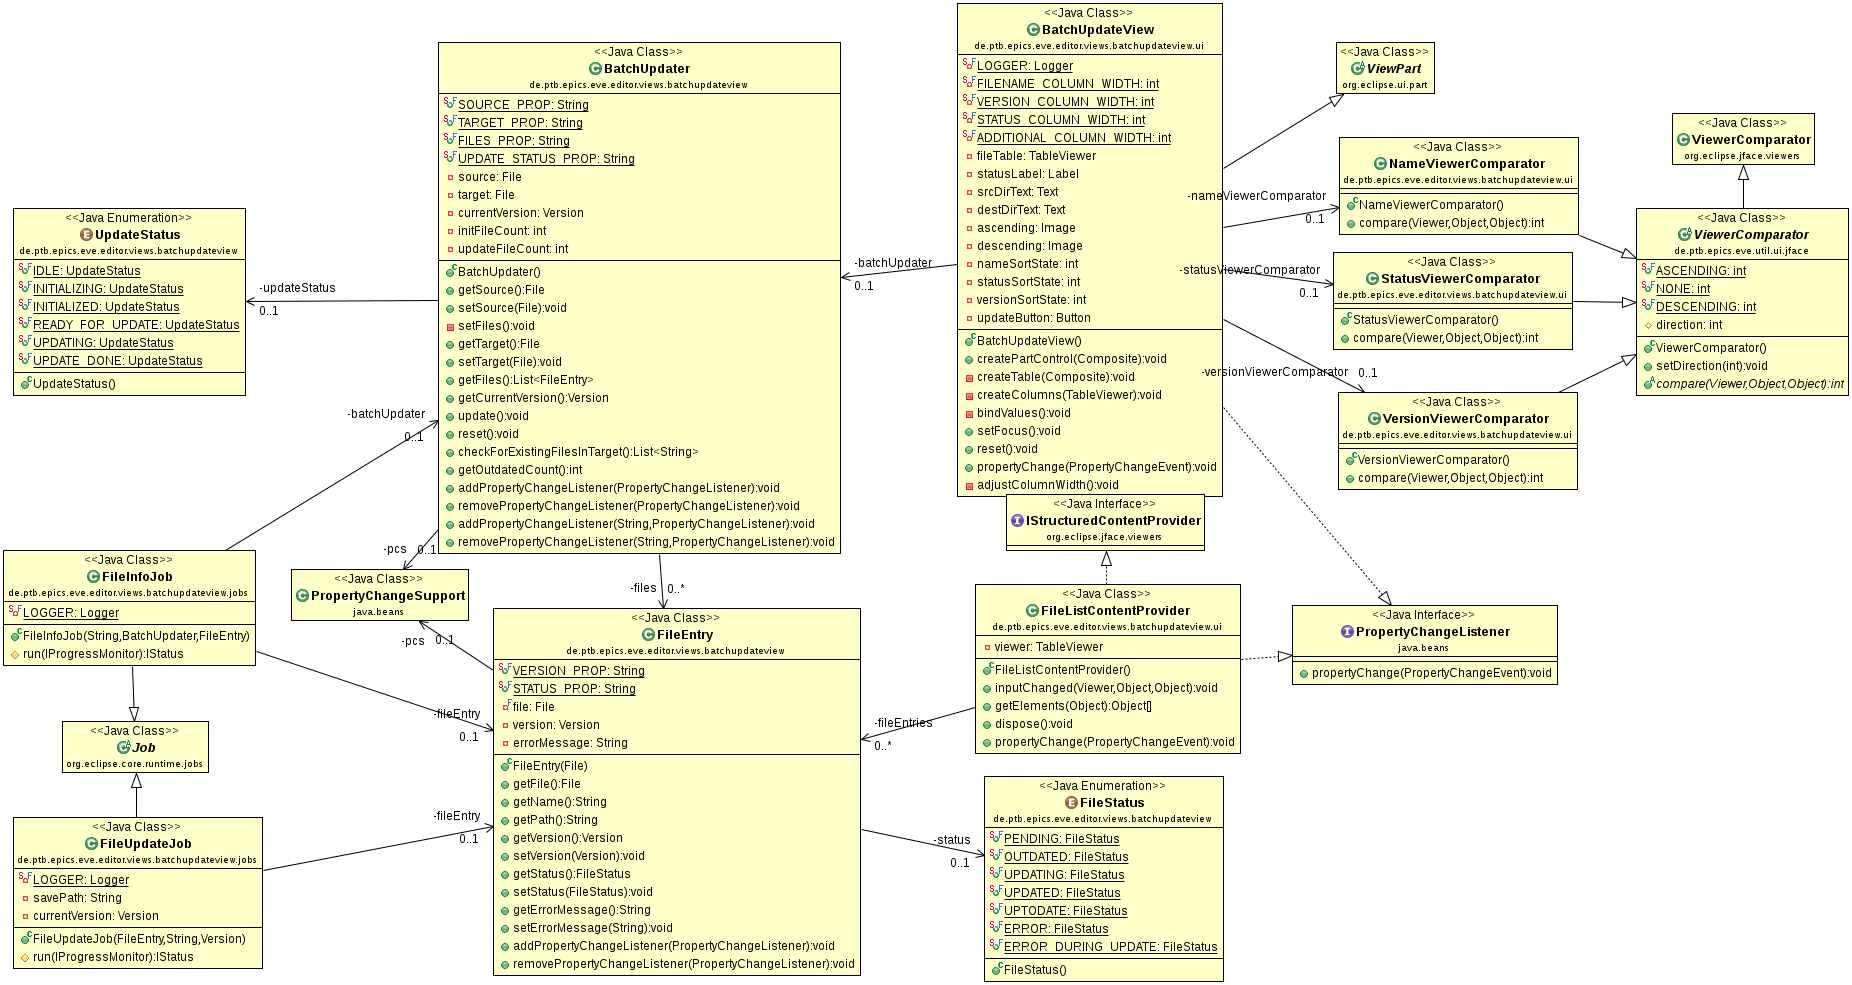 <<Java Class>>
BatchUpdater
de.ptb.epics.eve.editor.views.batchupdateview
SOURCE_PROP: String
TARGET_PROP: String
FILES_PROP: String
UPDATE_STATUS_PROP: String
source: File
target: File
currentVersion: Version
initFileCount: int
updateFileCount: int
BatchUpdater()
getSource():File
setSource(File):void
setFiles():void
getTarget():File
setTarget(File):void
getFiles():List<FileEntry>
getCurrentVersion():Version
update():void
reset():void
checkForExistingFilesInTarget():List<String>
getOutdatedCount():int
addPropertyChangeListener(PropertyChangeListener):void
removePropertyChangeListener(PropertyChangeListener):void
addPropertyChangeListener(String,PropertyChangeListener):void
removePropertyChangeListener(String,PropertyChangeListener):void
<<Java Class>>
BatchUpdateView
de.ptb.epics.eve.editor.views.batchupdateview.ui
LOGGER: Logger
FILENAME_COLUMN_WIDTH: int
VERSION_COLUMN_WIDTH: int
STATUS_COLUMN_WIDTH: int
ADDITIONAL_COLUMN_WIDTH: int
fileTable: TableViewer
statusLabel: Label
srcDirText: Text
destDirText: Text
ascending: Image
descending: Image
nameSortState: int
statusSortState: int
versionSortState: int
updateButton: Button
BatchUpdateView()
createPartControl(Composite):void
createTable(Composite):void
createColumns(TableViewer):void
bindValues():void
setFocus():void
reset():void
propertyChange(PropertyChangeEvent):void
adjustColumnWidth():void
<<Java Class>>
ViewPart
org.eclipse.ui.part
<<Java Class>>
NameViewerComparator
de.ptb.epics.eve.editor.views.batchupdateview.ui
NameViewerComparator()
compare(Viewer,Object,Object):int
<<Java Class>>
ViewerComparator
org.eclipse.jface.viewers
<<Java Enumeration>>
UpdateStatus
de.ptb.epics.eve.editor.views.batchupdateview
IDLE: UpdateStatus
INITIALIZING: UpdateStatus
INITIALIZED: UpdateStatus
READY_FOR_UPDATE: UpdateStatus
UPDATING: UpdateStatus
UPDATE_DONE: UpdateStatus
UpdateStatus()
-updateStatus
0..1
-batchUpdater
0..1
-nameViewerComparator
0..1
-statusViewerComparator
0..1
-versionViewerComparator
0..1
<<Java Class>>
StatusViewerComparator
de.ptb.epics.eve.editor.views.batchupdateview.ui
StatusViewerComparator()
compare(Viewer,Object,Object):int
<<Java Class>>
ViewerComparator
de.ptb.epics.eve.util.ui.jface
ASCENDING: int
NONE: int
DESCENDING: int
direction: int
ViewerComparator()
setDirection(int):void
compare(Viewer,Object,Object):int
<<Java Class>>
VersionViewerComparator
de.ptb.epics.eve.editor.views.batchupdateview.ui
VersionViewerComparator()
compare(Viewer,Object,Object):int
-batchUpdater
0..1
<<Java Interface>>
IStructuredContentProvider
org.eclipse.jface.viewers
<<Java Class>>
FileInfoJob
de.ptb.epics.eve.editor.views.batchupdateview.jobs
LOGGER: Logger
FileInfoJob(String,BatchUpdater,FileEntry)
run(IProgressMonitor):IStatus
-pcs
0..1
<<Java Class>>
PropertyChangeSupport
java.beans
-pcs
0..1
-files
0..*
<<Java Class>>
FileEntry
de.ptb.epics.eve.editor.views.batchupdateview
VERSION_PROP: String
STATUS_PROP: String
file: File
version: Version
errorMessage: String
FileEntry(File)
getFile():File
getName():String
getPath():String
getVersion():Version
setVersion(Version):void
getStatus():FileStatus
setStatus(FileStatus):void
getErrorMessage():String
setErrorMessage(String):void
addPropertyChangeListener(PropertyChangeListener):void
removePropertyChangeListener(PropertyChangeListener):void
<<Java Class>>
FileListContentProvider
de.ptb.epics.eve.editor.views.batchupdateview.ui
viewer: TableViewer
FileListContentProvider()
inputChanged(Viewer,Object,Object):void
getElements(Object):Object[]
dispose():void
propertyChange(PropertyChangeEvent):void
<<Java Interface>>
PropertyChangeListener
java.beans
propertyChange(PropertyChangeEvent):void
-fileEntry
0..1
-fileEntries
0..*
<<Java Class>>
Job
org.eclipse.core.runtime.jobs
<<Java Class>>
FileUpdateJob
de.ptb.epics.eve.editor.views.batchupdateview.jobs
LOGGER: Logger
savePath: String
currentVersion: Version
FileUpdateJob(FileEntry,String,Version)
run(IProgressMonitor):IStatus
-fileEntry
0..1
-status
0..1
<<Java Enumeration>>
FileStatus
de.ptb.epics.eve.editor.views.batchupdateview
PENDING: FileStatus
OUTDATED: FileStatus
UPDATING: FileStatus
UPDATED: FileStatus
UPTODATE: FileStatus
ERROR: FileStatus
ERROR_DURING_UPDATE: FileStatus
FileStatus()